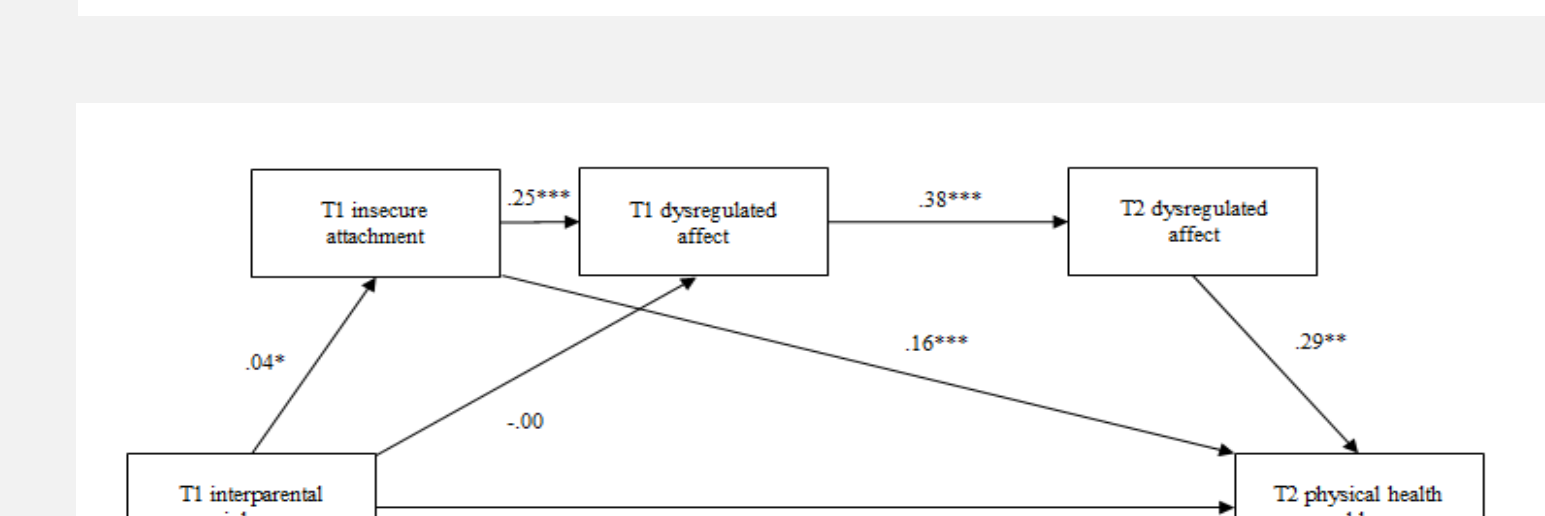 .25***
.38***
T1 insecure
attachment
T1 dysregulated
affect
T2 dysregulated
affect
.16***
.29**
.04*
-.00
T1 interparental
T2 physical health